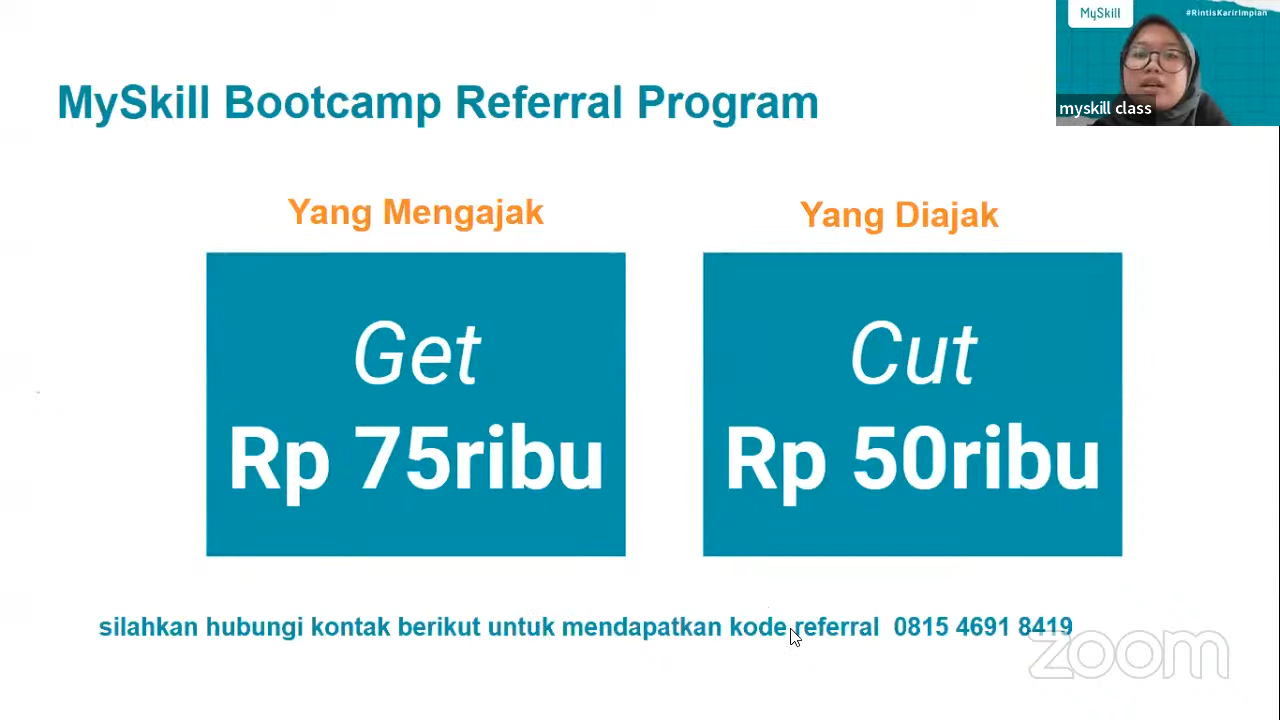 MySkill
#RintisKarirImpian
myskill class
MySkill Bootcamp Referral Program
Yang Mengajak
Yang Diajak
Get
Rp 75ribu
Cut
Rp 50ribu
silahkan hubungi kontak berikut untuk mendapatkan kode referral 0815 4691 8419
zoom